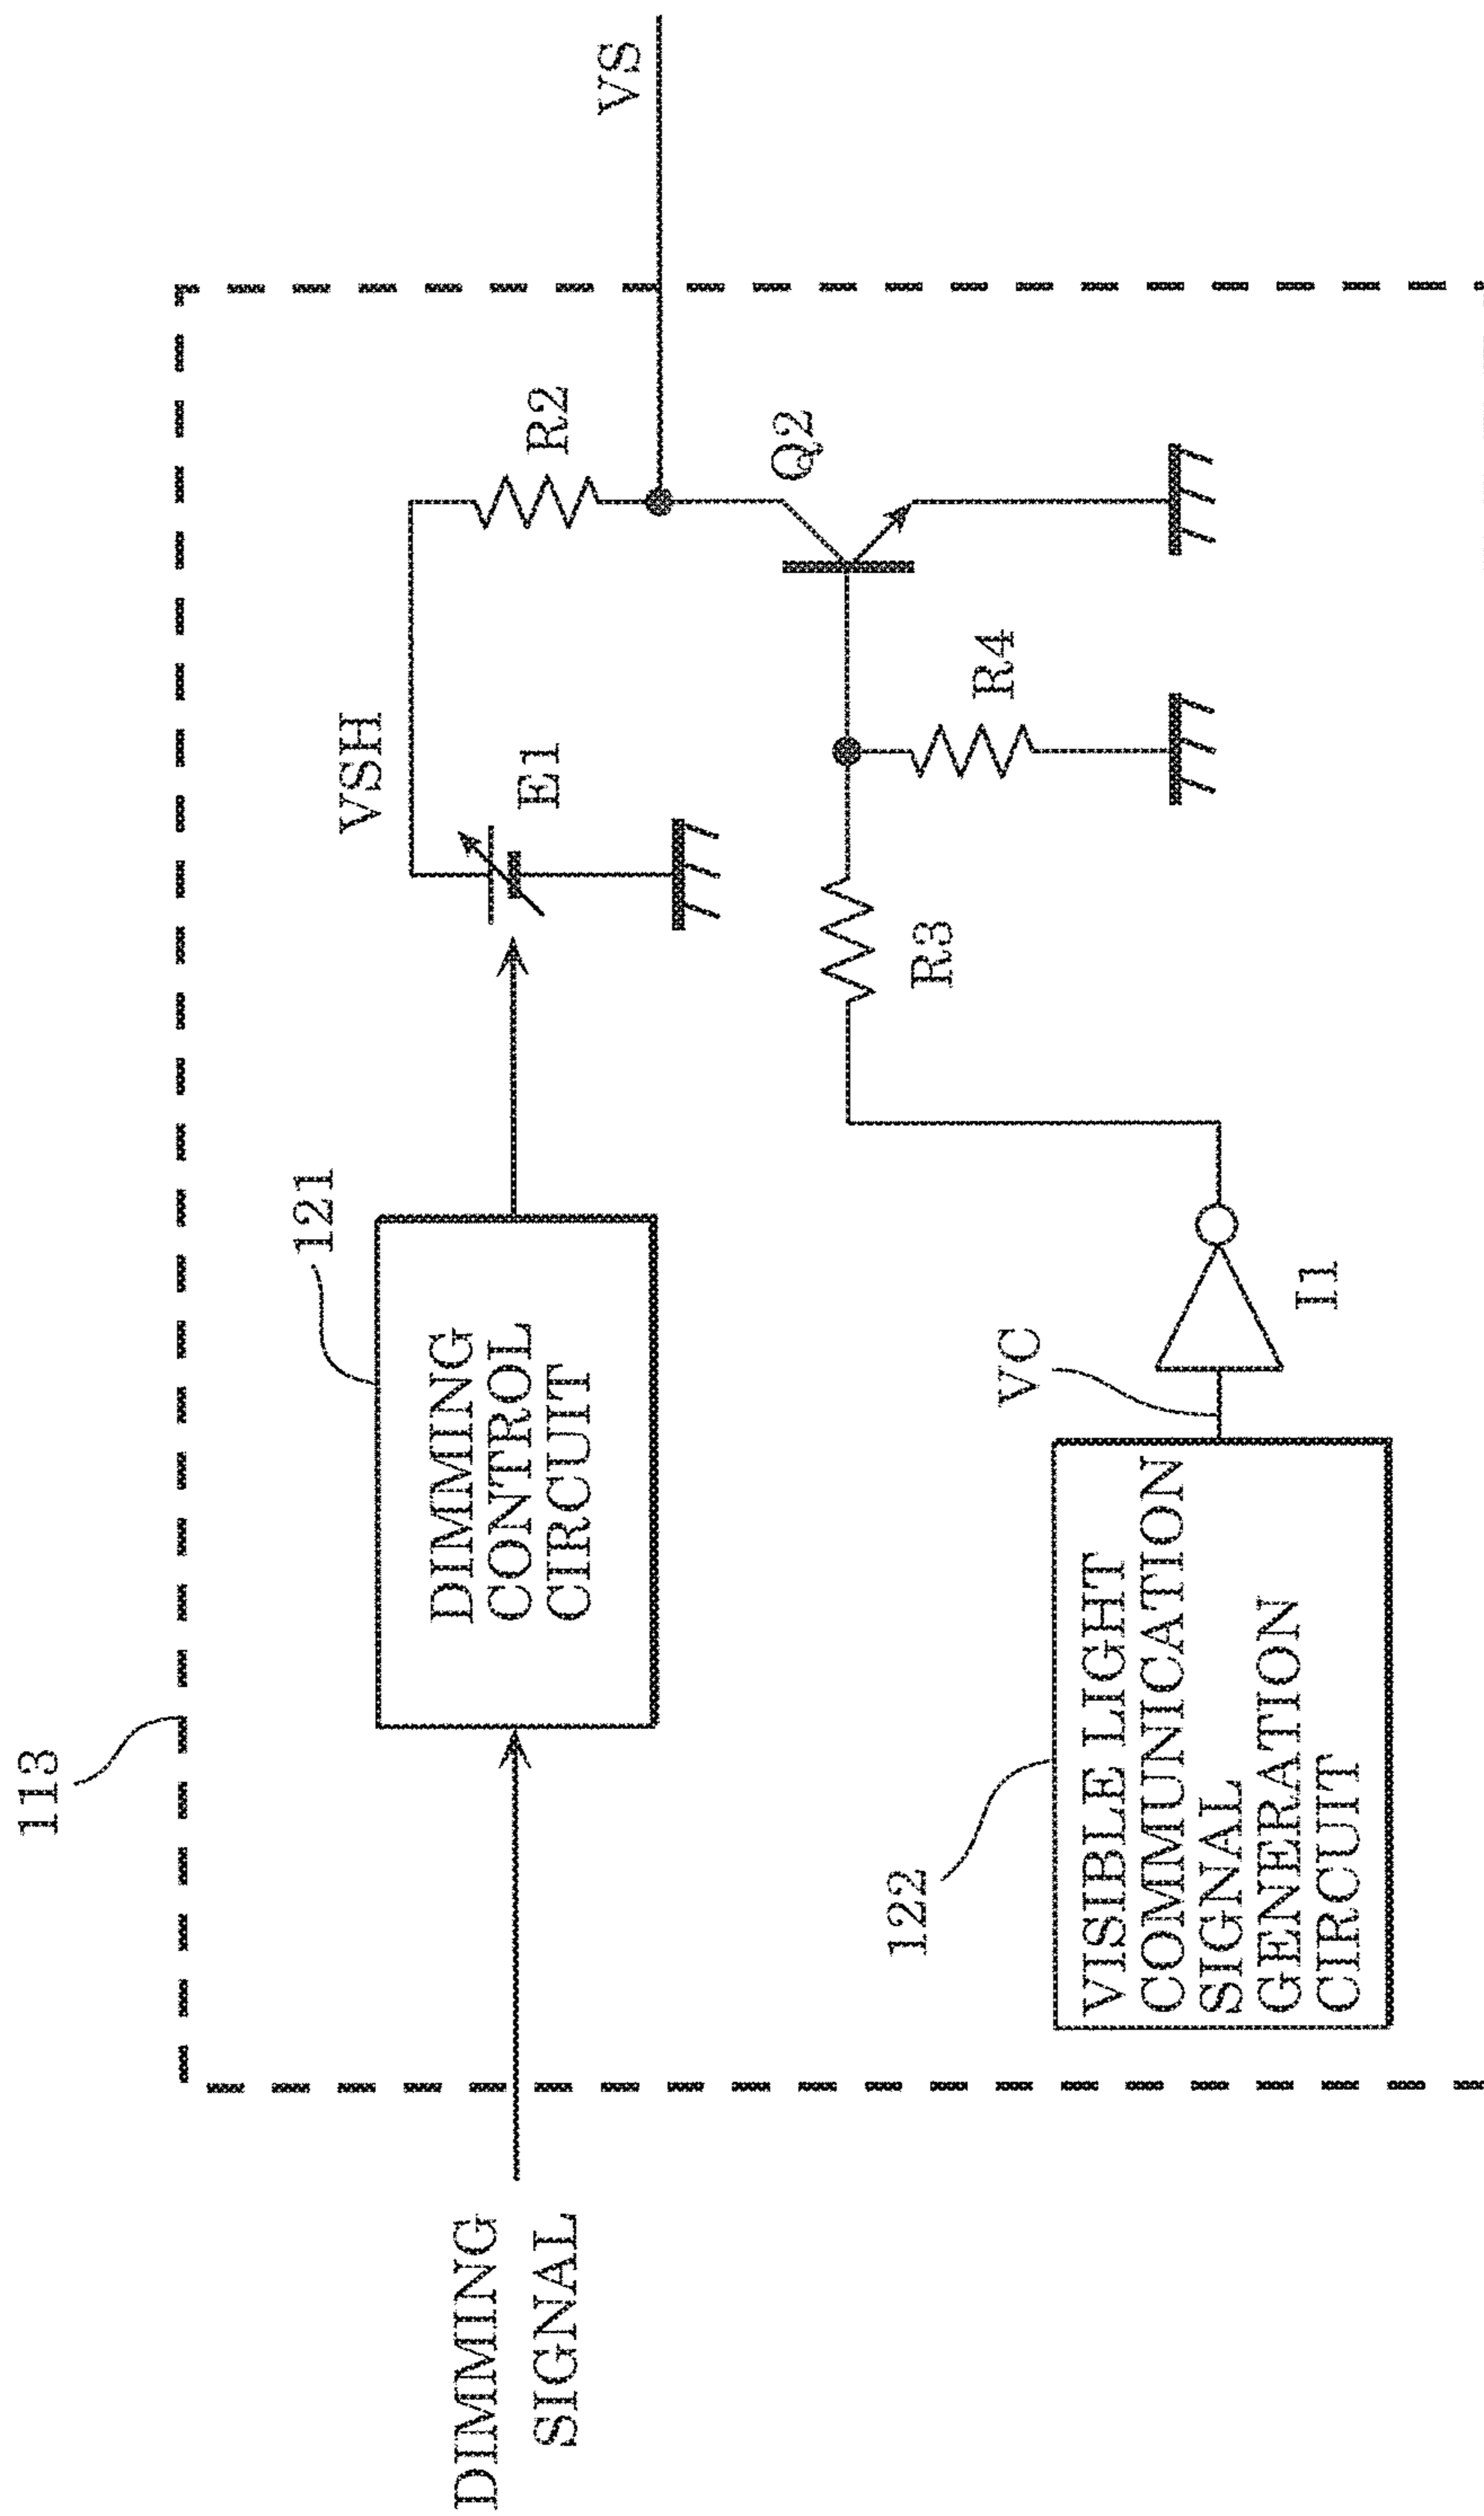 113
DIMMING
SIGNAL
121
DIMMING
CONTROL
CIRCUIT
VSH
E1
R2
VS
122
VISIBLE LIGHT
COMMUNICATION
SIGNAL
GENERATION
CIRCUIT
VC
I1
R3
R4
Q2